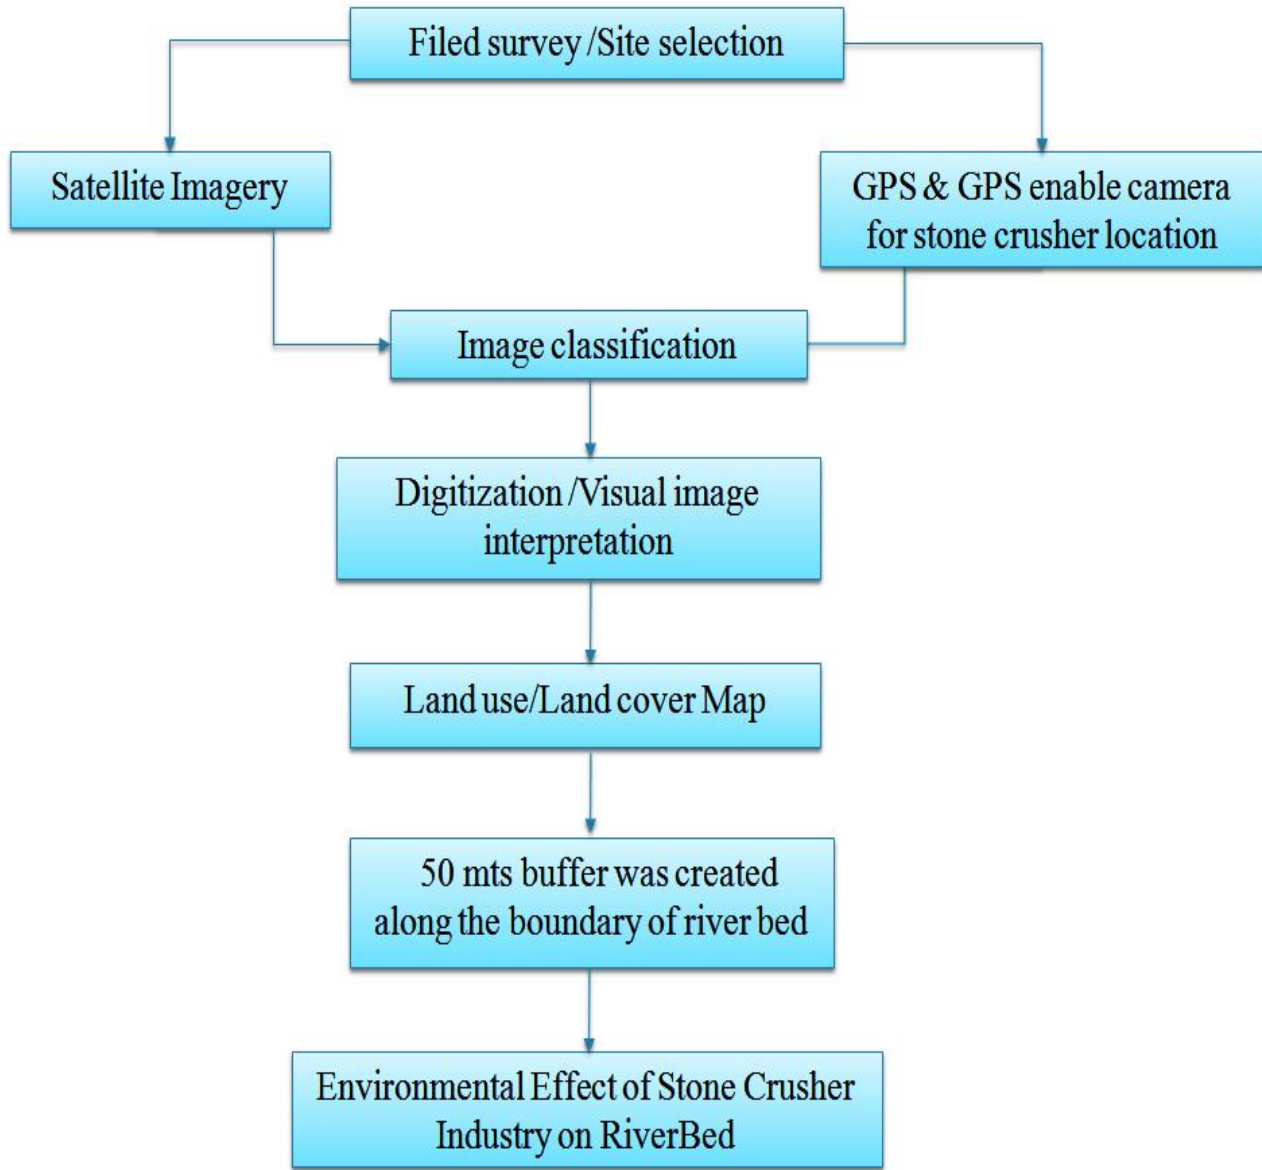 Filed survey /Site selection
Satellite Imagery
GPS & GPS enable camera
for stone crusher location
Image classification
Digitization /Visual image
interpretation
Land use/Land cover Map
50 mts buffer was created
along the boundary of river bed
Environmental Effect of Stone Crusher
Industry on RiverBed